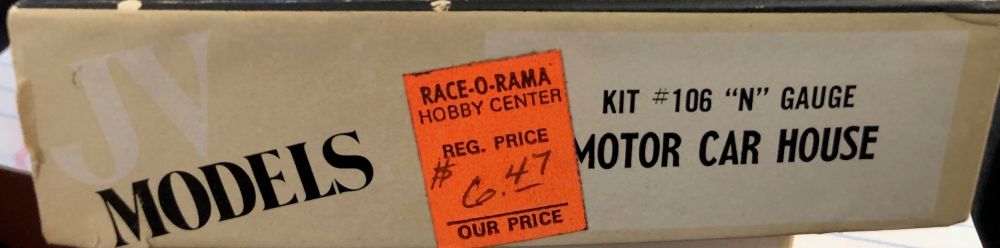 JV
MODELS
RACE-O-RAMA
HOBBY CENTER
REG. PRICE
$ 6.47
OUR PRICE
KIT #106 "N" GAUGE
MOTOR CAR HOUSE